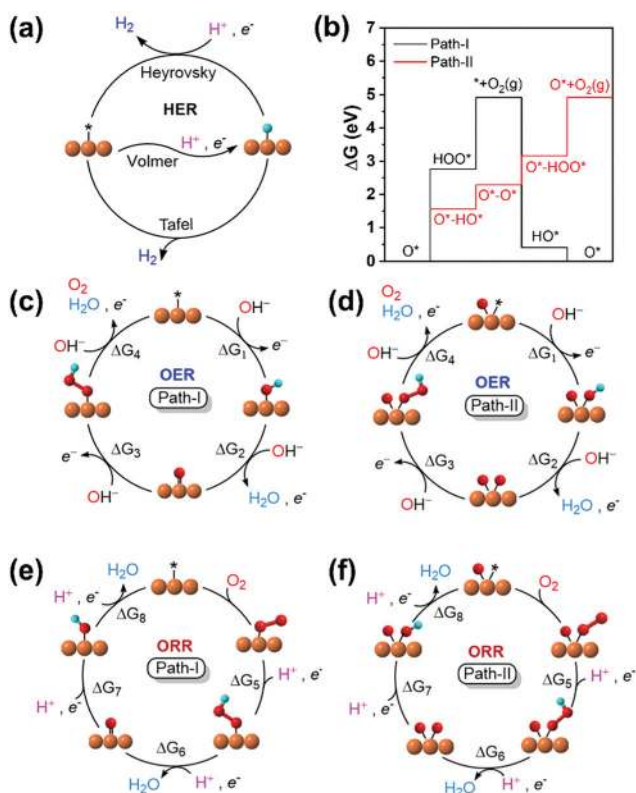 (a)
H₂
H⁺ , e⁻
Heyrovsky
HER
*
H⁺, e⁻
Volmer
Tafel
H₂
(b)
ΔG (eV)
7
6
5
4
3
2
1
0
Path-I
Path-II
*+O₂(g)
O*+O₂(g)
HOO*
O*-HOO*
O*-O*
O*-HO*
HO*
O*
O*
(c)
O₂
H₂O , e⁻
*
OH⁻
OH⁻
ΔG₄
ΔG₁
e⁻
OER
Path-I
ΔG₃
ΔG₂
e⁻
OH⁻
OH⁻
H₂O , e⁻
(d)
O₂
H₂O , e⁻
*
OH⁻
OH⁻
ΔG₄
ΔG₁
e⁻
OER
Path-II
ΔG₃
ΔG₂
e⁻
OH⁻
OH⁻
H₂O , e⁻
(e)
H₂O
*
O₂
H⁺ , e⁻
ΔG₈
ORR
Path-I
ΔG₅
H⁺ , e⁻
ΔG₇
H⁺ , e⁻
ΔG₆
H₂O
H⁺ , e⁻
(f)
H₂O
*
O₂
H⁺ , e⁻
ΔG₈
ORR
Path-II
ΔG₅
H⁺ , e⁻
ΔG₇
H⁺ , e⁻
ΔG₆
H₂O
H⁺ , e⁻